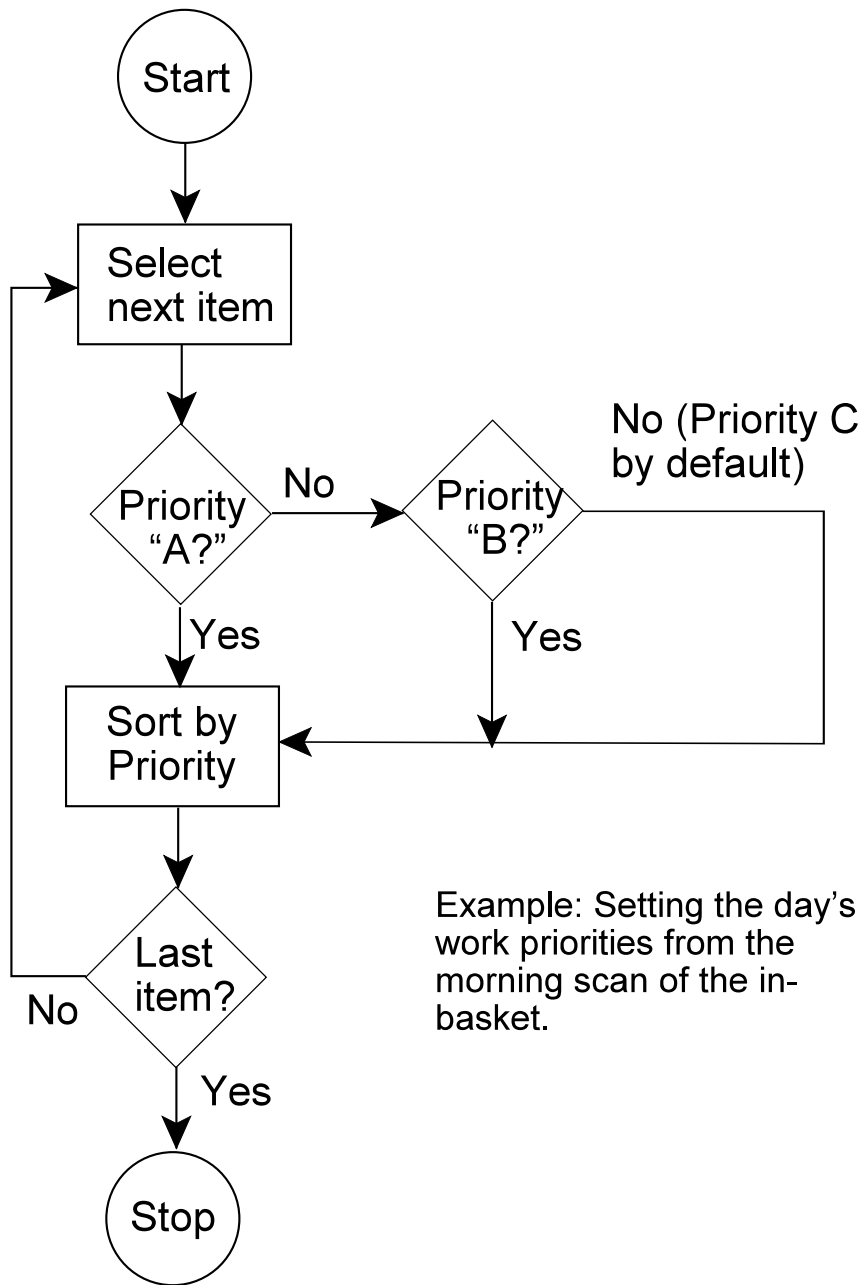 Start
Select
next item
No (Priority C
by default)
Priority
“A?”
No
Priority
“B?”
Yes
Yes
Sort by
Priority
Example: Setting the day’s
work priorities from the
morning scan of the in-
basket.
Last
item?
No
Yes
Stop